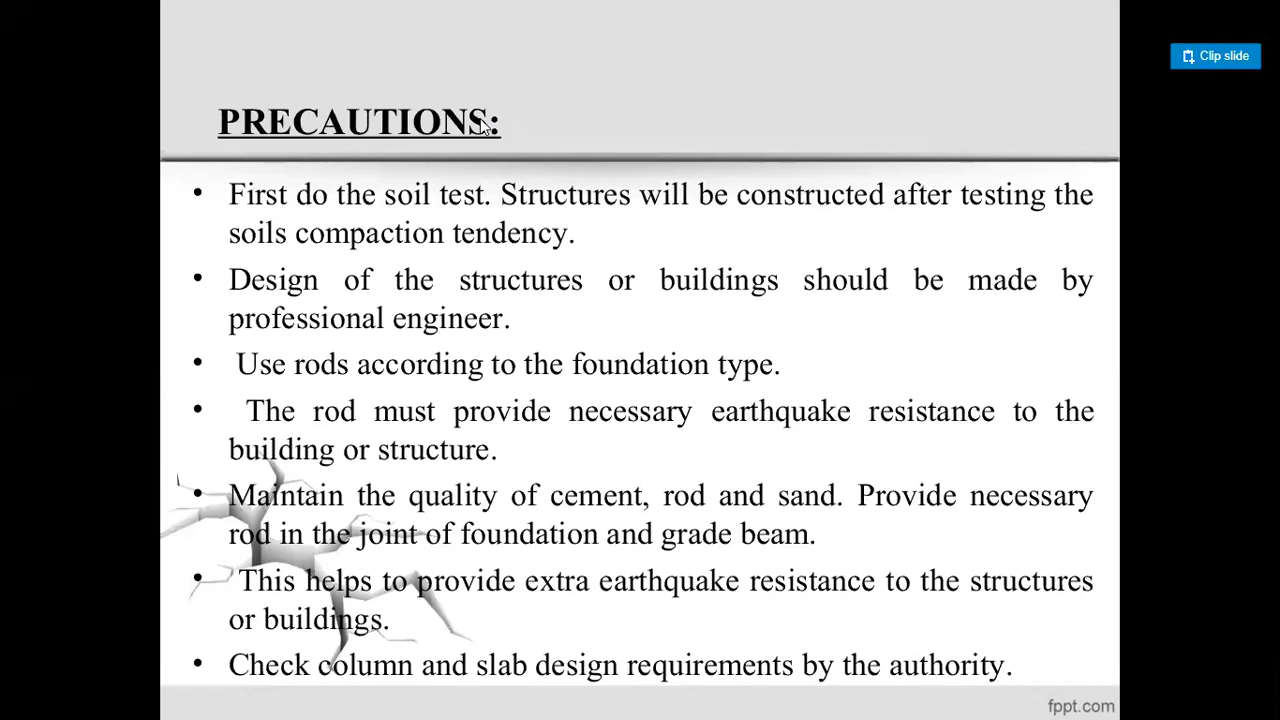 Clip slide
PRECAUTIONS:
• First do the soil test. Structures will be constructed after testing the
soils compaction tendency.
• Design of the structures or buildings should be made by
professional engineer.
• Use rods according to the foundation type.
• The rod must provide necessary earthquake resistance to the
building or structure.
• Maintain the quality of cement, rod and sand. Provide necessary
rod in the joint of foundation and grade beam.
• This helps to provide extra earthquake resistance to the structures
or buildings.
• Check column and slab design requirements by the authority.
fppt.com